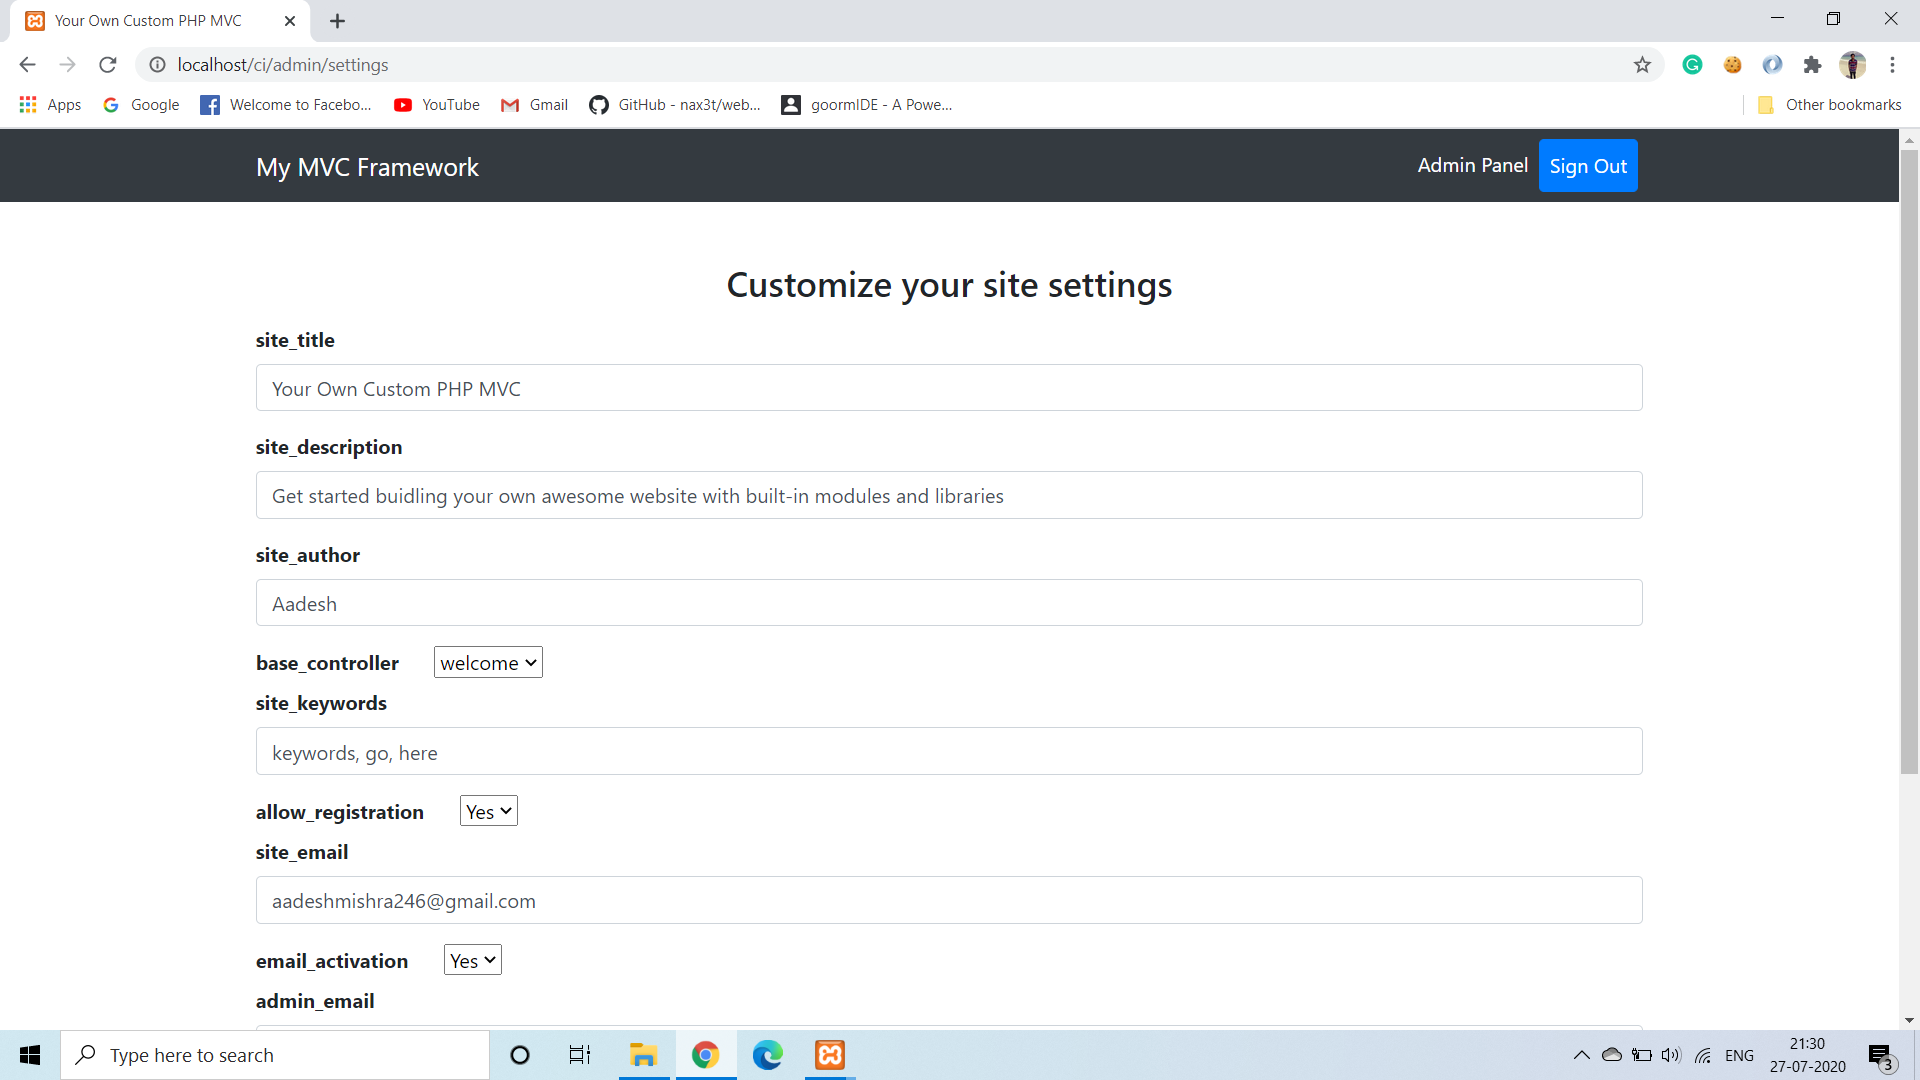 Your Own Custom PHP MVC
localhost/ci/admin/settings
Apps Google Welcome to Facebo... YouTube Gmail GitHub - nax3t/web... goormIDE - A Powe... Other bookmarks
My MVC Framework Admin Panel Sign Out
Customize your site settings
site_title
Your Own Custom PHP MVC
site_description
Get started buidling your own awesome website with built-in modules and libraries
site_author
Aadesh
base_controller welcome
site_keywords
keywords, go, here
allow_registration Yes
site_email
aadeshmishra246@gmail.com
email_activation Yes
admin_email
Type here to search ENG 21:30
27-07-2020 3